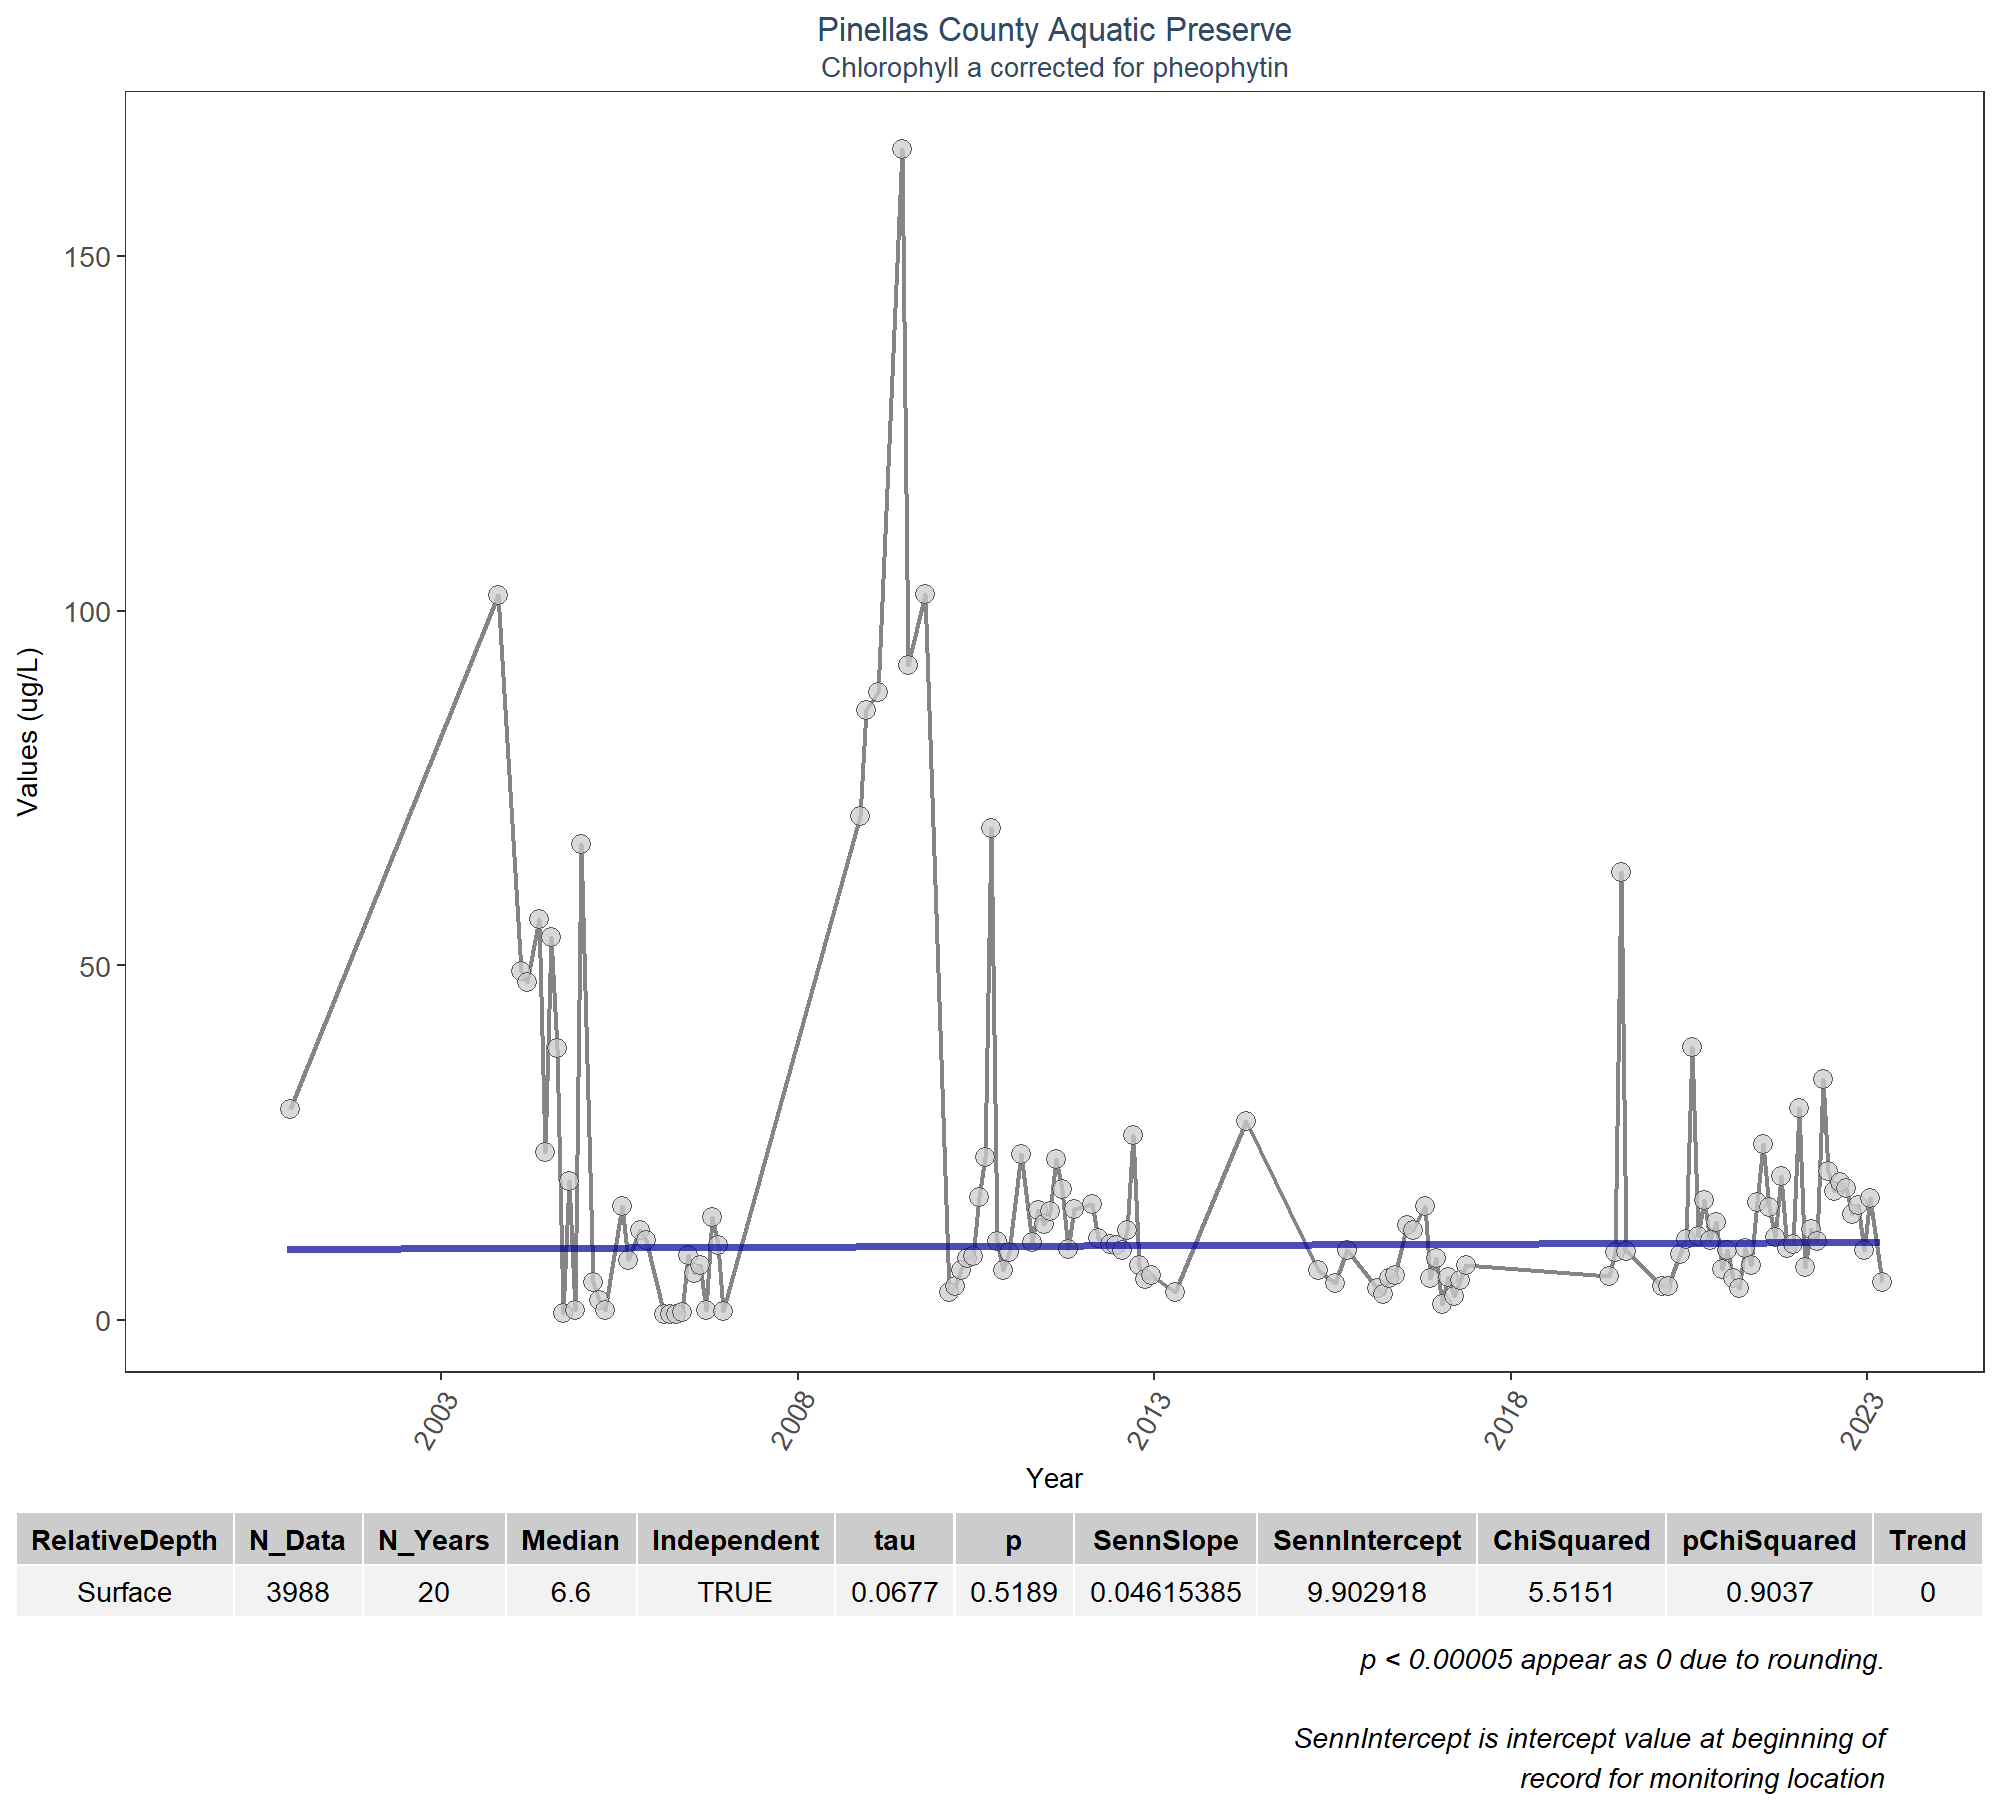 Pinellas County Aquatic Preserve
Chlorophyll a corrected for pheophytin
Values (ug/L)
150
100
50
0
2003 2008 2013 2018 2023
Year
RelativeDepth N_Data N_Years Median Independent tau p SennSlope SennIntercept ChiSquared pChiSquared Trend
Surface 3988 20 6.6 TRUE 0.0677 0.5189 0.04615385 9.902918 5.5151 0.9037 0
p < 0.00005 appear as 0 due to rounding.
SennIntercept is intercept value at beginning of
record for monitoring location